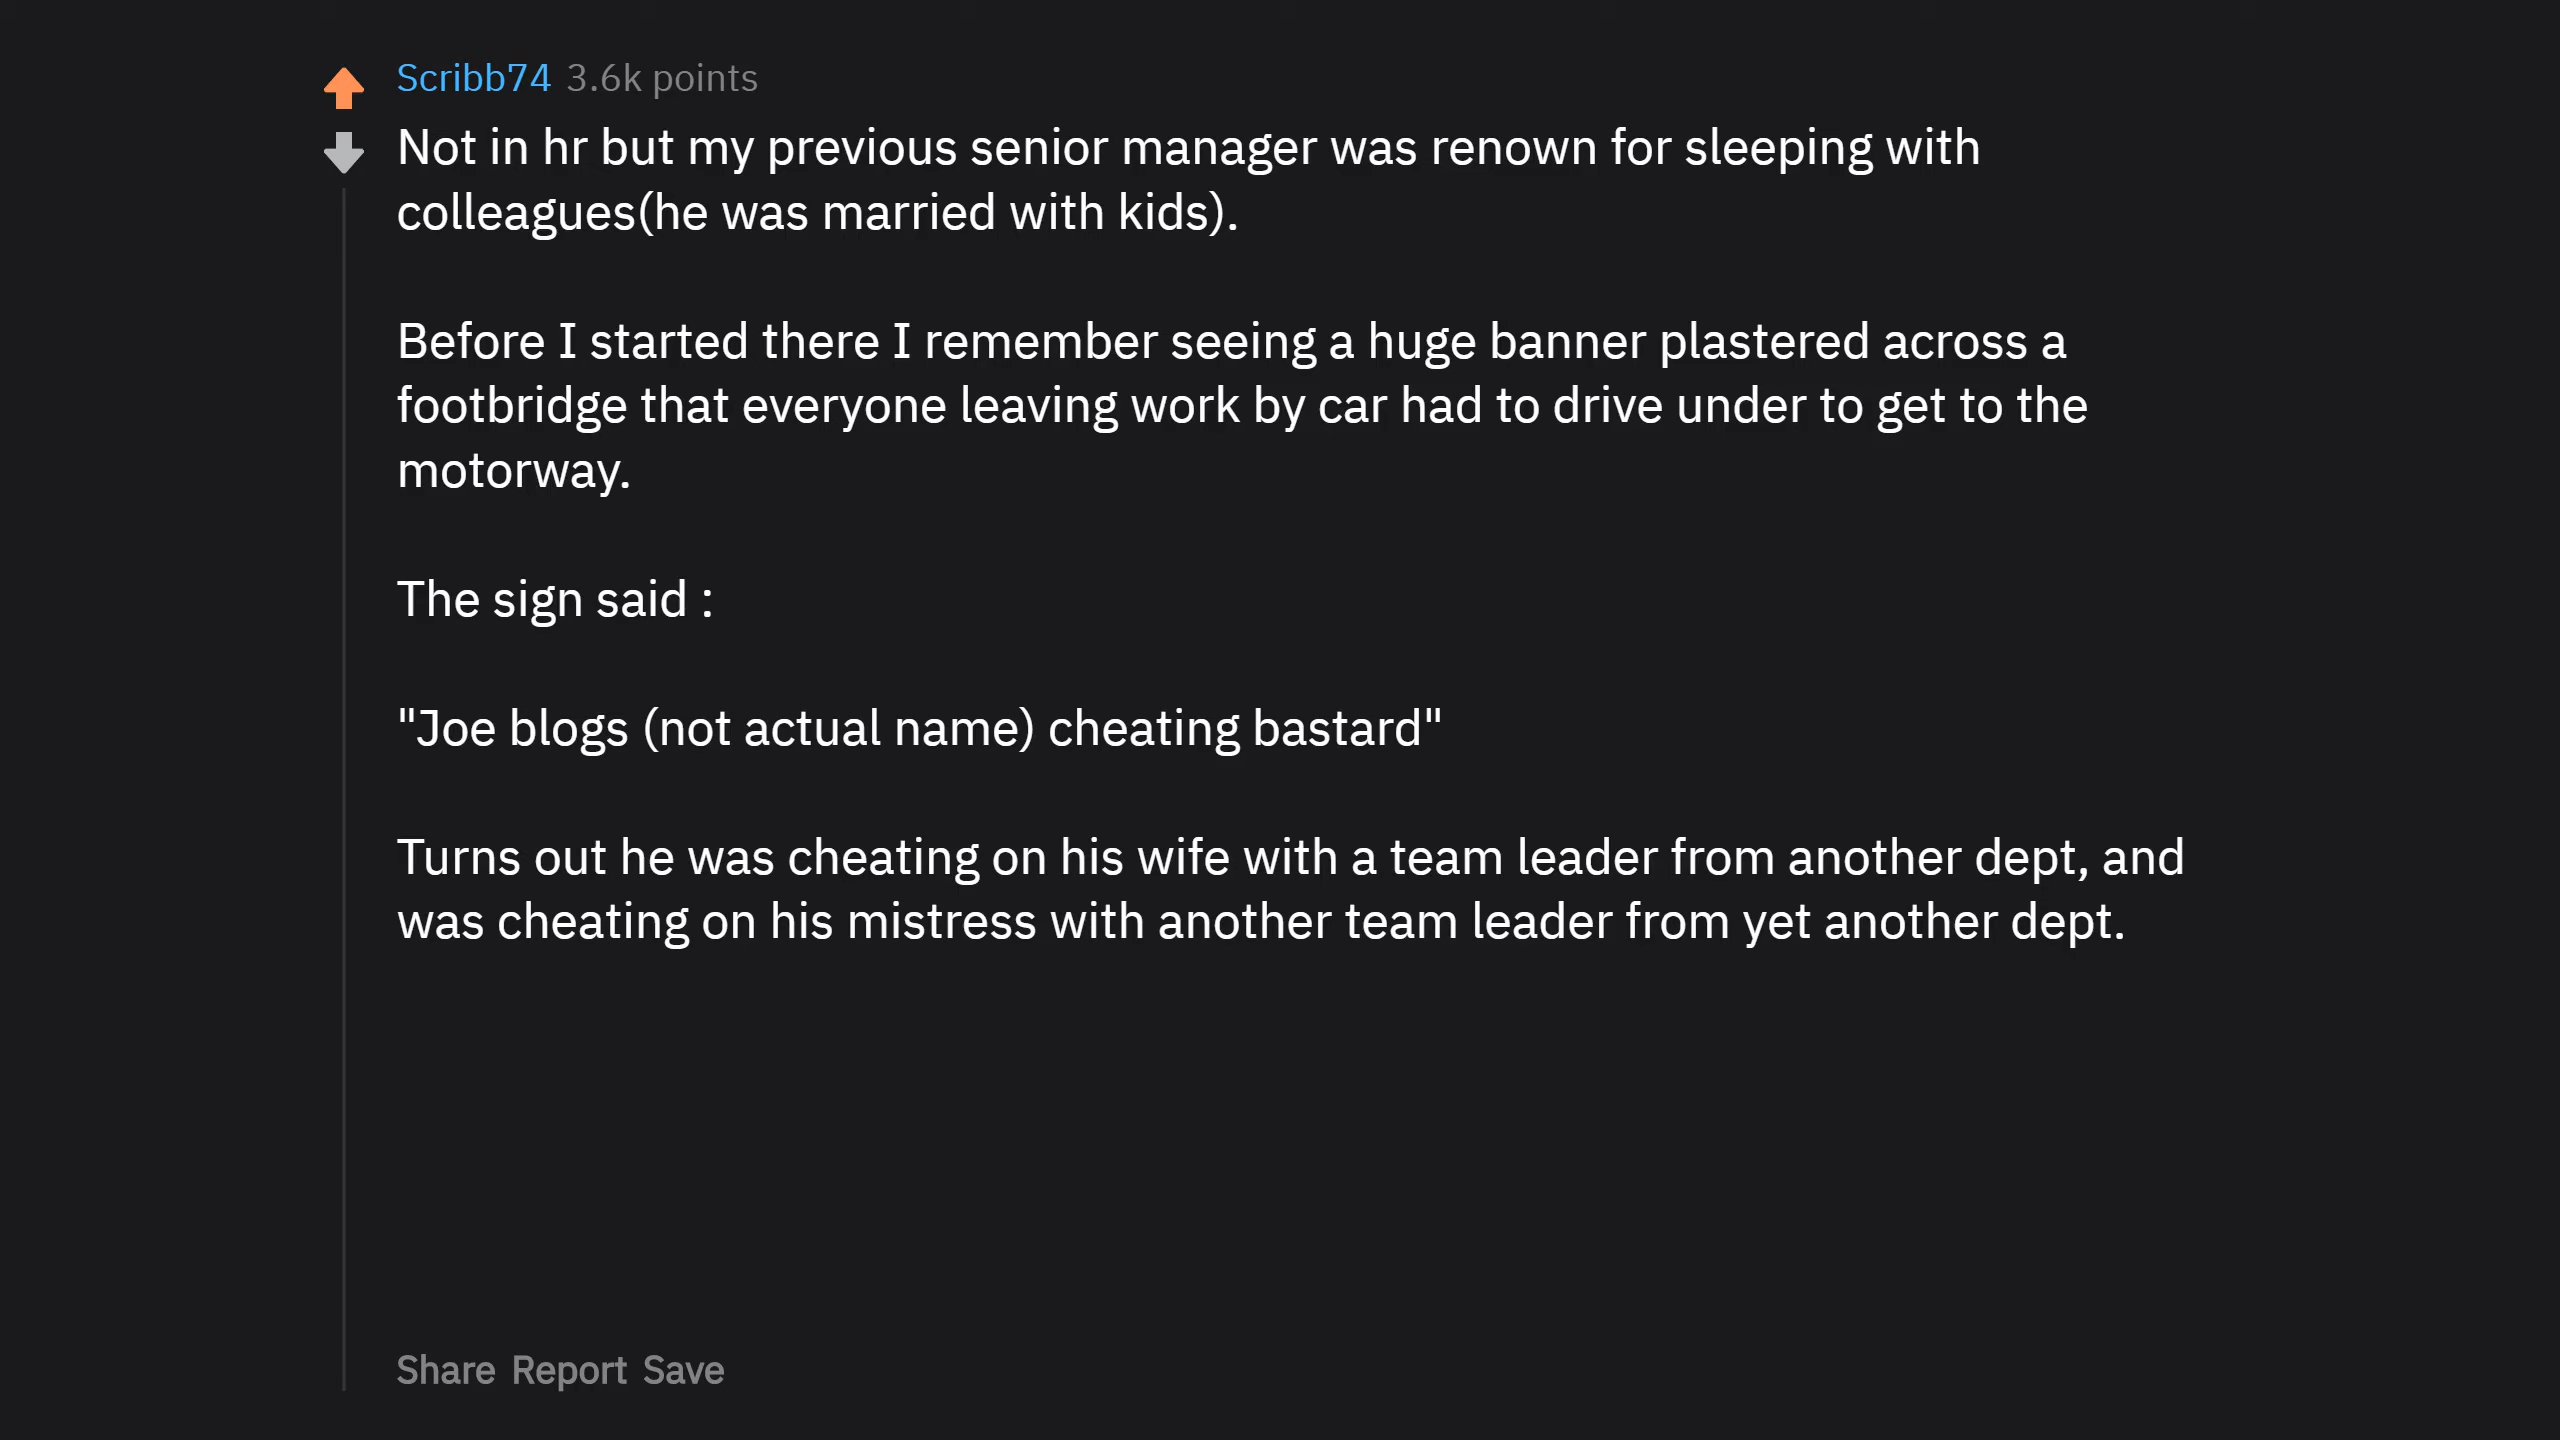 Scribb74 3.6k points
Not in hr but my previous senior manager was renown for sleeping with
colleagues(he was married with kids).
Before I started there I remember seeing a huge banner plastered across a
footbridge that everyone leaving work by car had to drive under to get to the
motorway.
The sign said :
"Joe blogs (not actual name) cheating bastard"
Turns out he was cheating on his wife with a team leader from another dept, and
was cheating on his mistress with another team leader from yet another dept.
Share Report Save